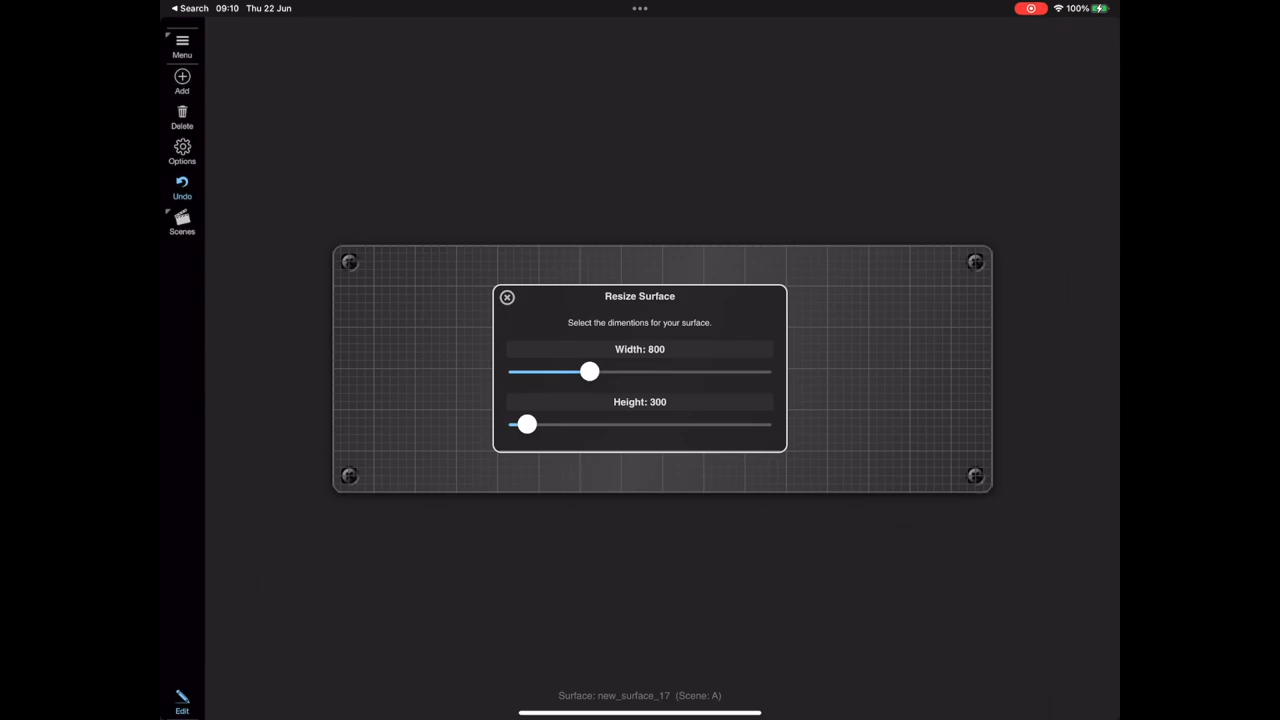 Search 09:10 Thu 22 Jun
100%
Menu
Add
Delete
Options
Undo
Scenes
Resize Surface
Select the dimentions for your surface.
Width: 800
Height: 300
Surface: new_surface_17 (Scene: A)
Edit